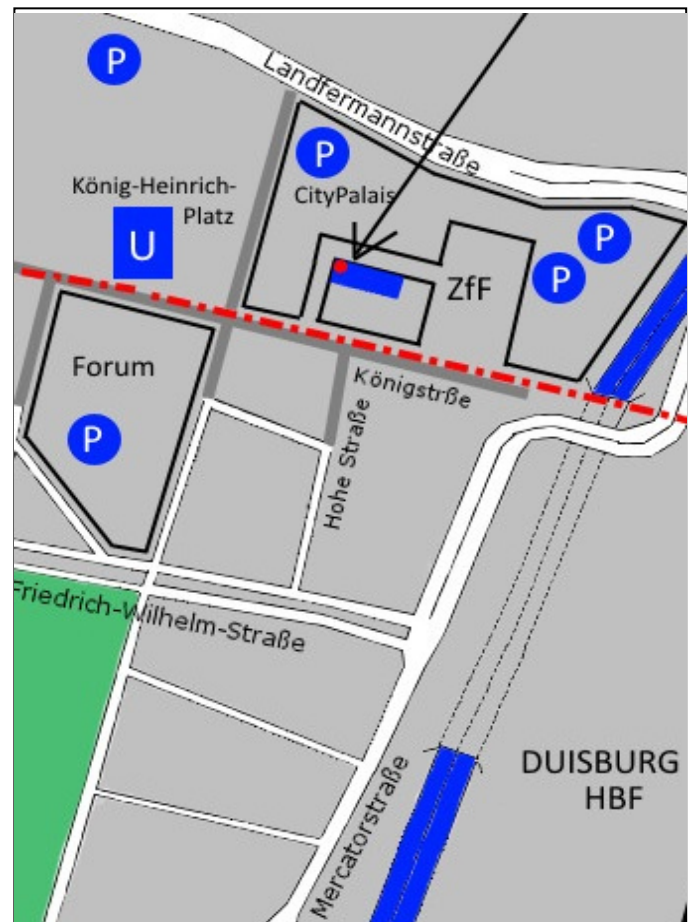 P
Landfermannstraße
P
König-Heinrich-
Platz
CityPalais
U
P
P
ZfF
Forum
Königstrße
P
Hohe Straße
Friedrich-Wilhelm-Straße
DUISBURG
HBF
Mercatorstraße